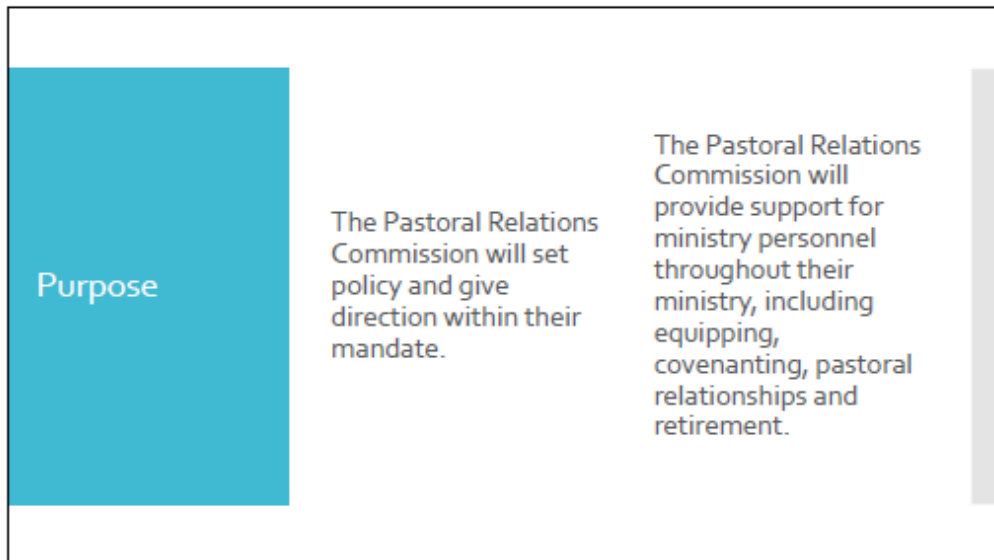 Purpose
The Pastoral Relations
Commission will set
policy and give
direction within their
mandate.
The Pastoral Relations
Commission will
provide support for
ministry personnel
throughout their
ministry, including
equipping,
covenanting, pastoral
relationships and
retirement.